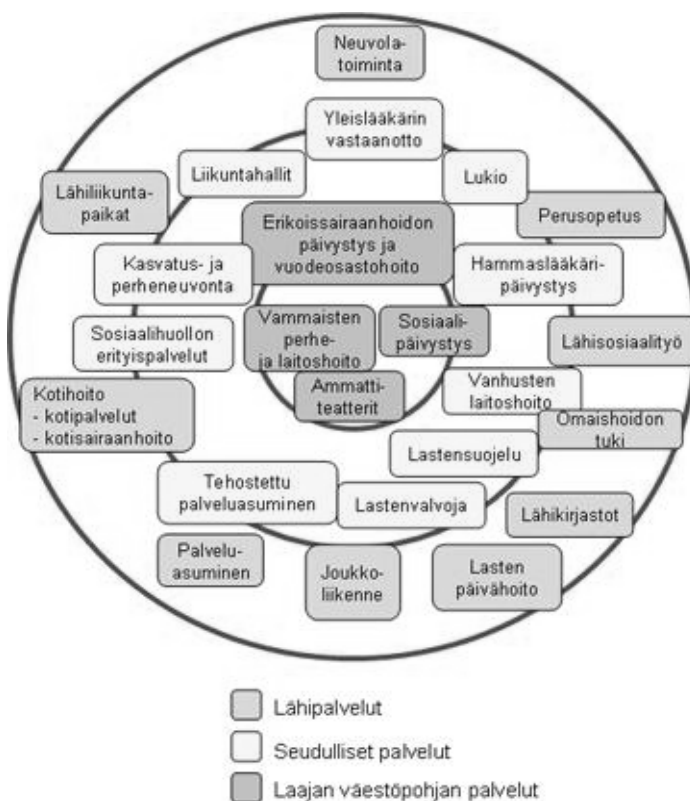 Neuvola-
toiminta
Yleislääkärin
vastaanotto
Liikuntahallit
Lukio
Lähiliikunta-
paikat
Perusopetus
Erikoissairaanhoidon
päivystys ja
vuodeosastohoito
Kasvatus- ja
perheneuvonta
Hammaslääkäri-
päivystys
Vammaisten
perhe-
ja laitoshoito
Sosiaali-
päivystys
Sosiaalihuollon
erityispalvelut
Lähisosiaalityö
Ammatti-
teatterit
Vanhusten
laitoshoito
Kotihoito
- kotipalvelut
- kotisairaanhoito
Omaishoidon
tuki
Lastensuojelu
Tehostettu
palveluasuminen
Lastenvalvoja
Lähikirjastot
Palvelu-
asuminen
Joukko-
liikenne
Lasten
päivähoito
Lähipalvelut
Seudulliset palvelut
Laajan väestöpohjan palvelut